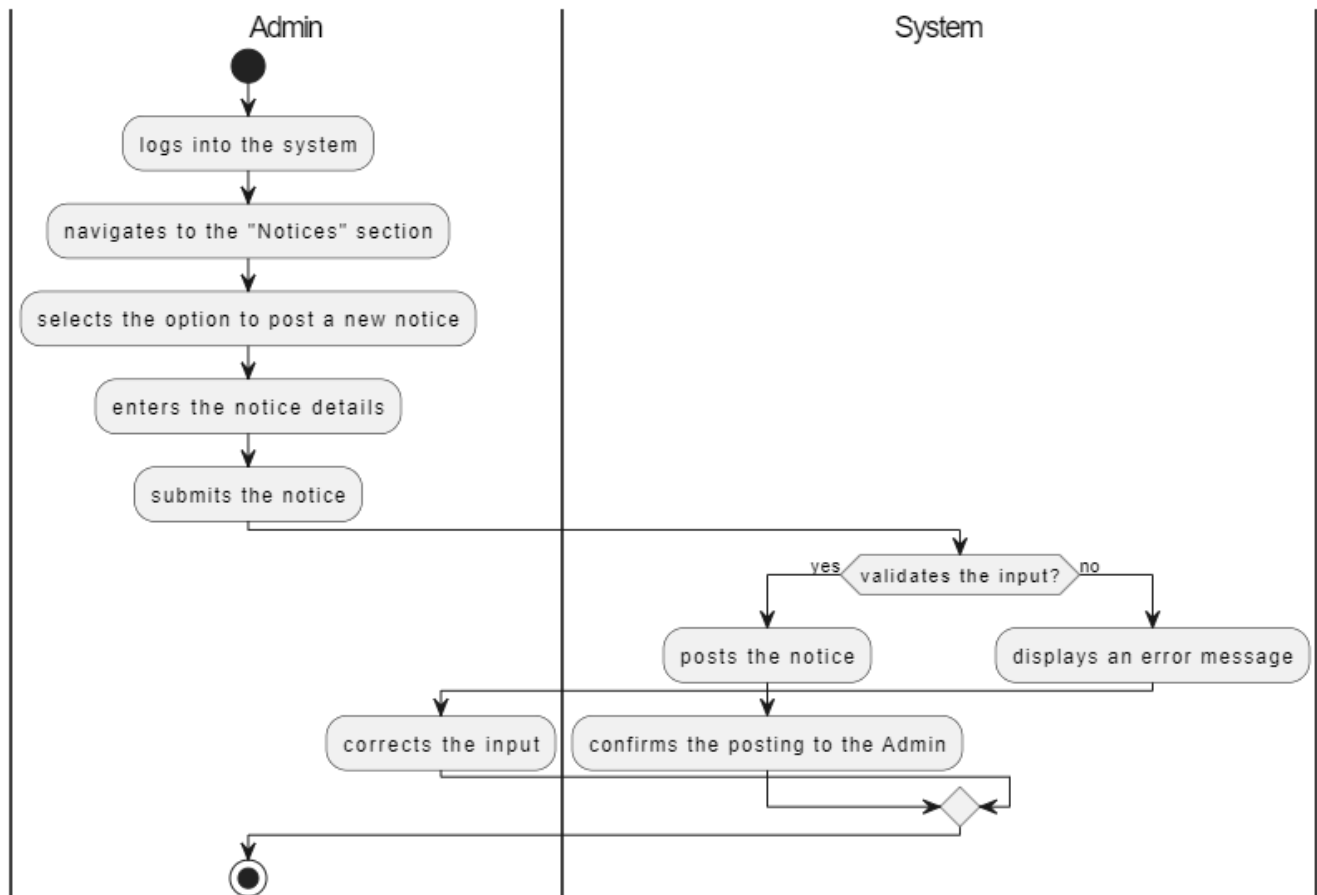 Admin
System
logs into the system
navigates to the "Notices" section
selects the option to post a new notice
enters the notice details
submits the notice
yes
validates the input?
no
posts the notice
displays an error message
corrects the input
confirms the posting to the Admin